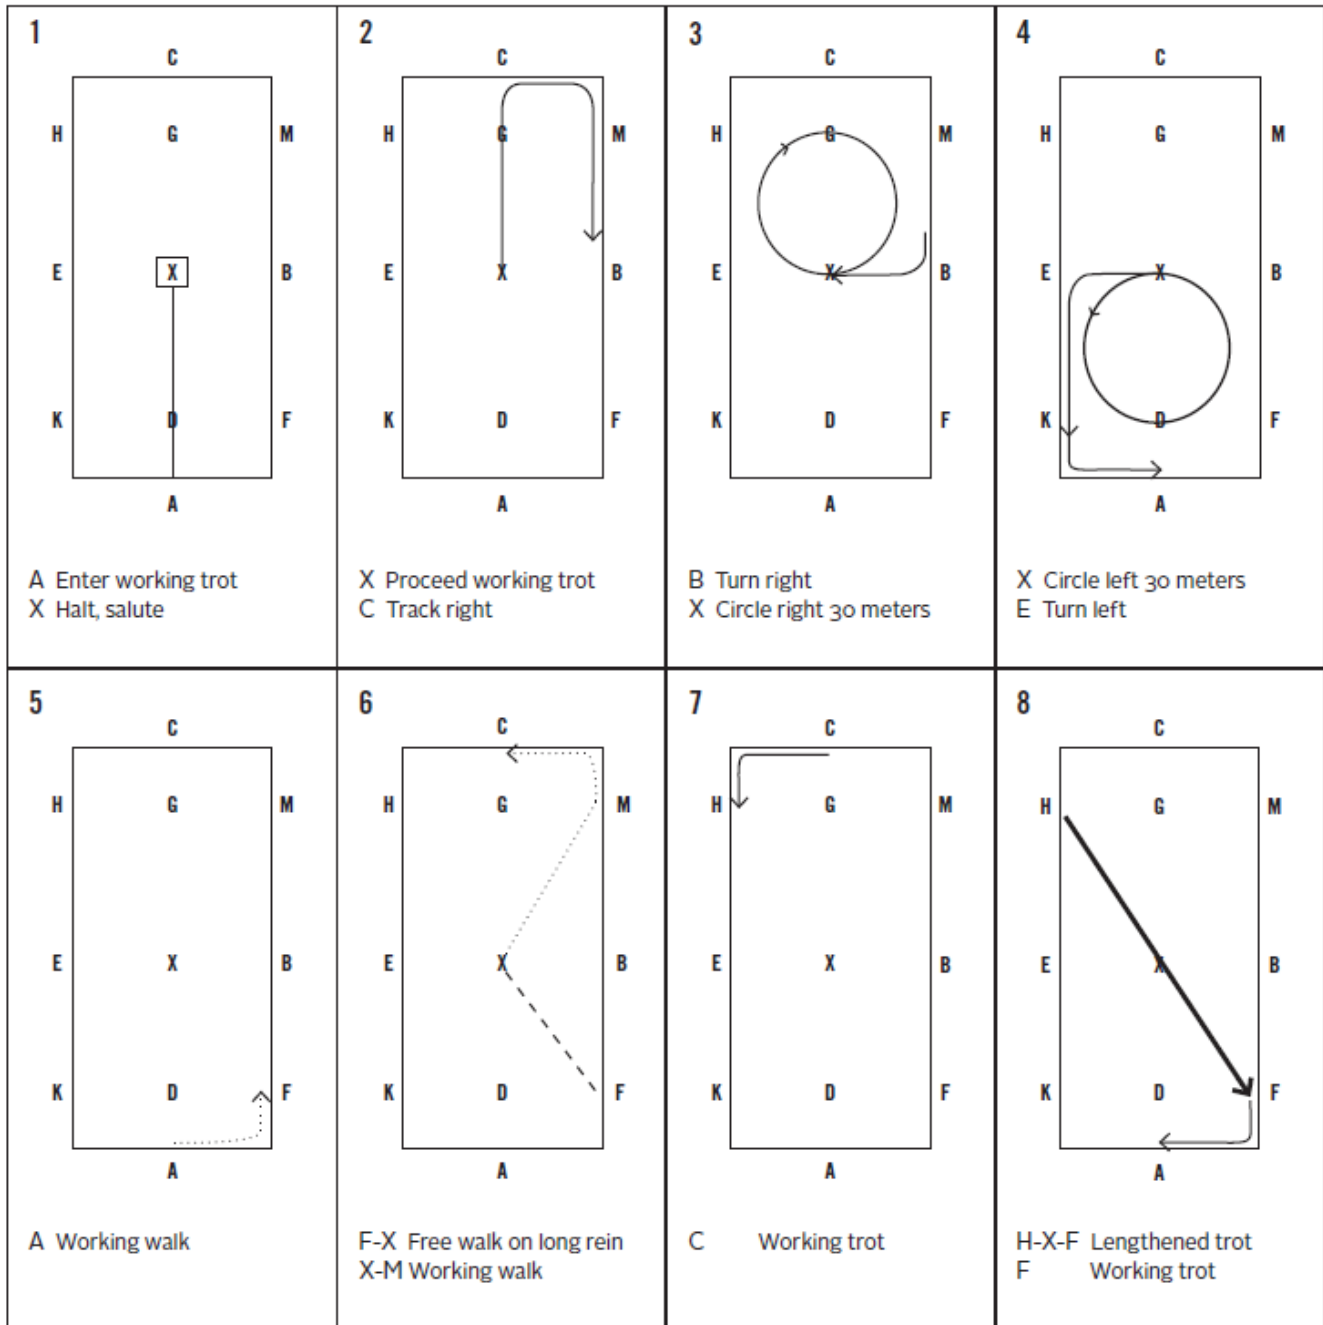 1
C
H G M
E X B
K D F
A
A Enter working trot
X Halt, salute
2
C
H G M
E X B
K D F
A
X Proceed working trot
C Track right
3
C
H G M
E X B
K D F
A
B Turn right
X Circle right 30 meters
4
C
H G M
E X B
K D F
A
X Circle left 30 meters
E Turn left
5
C
H G M
E X B
K D F
A
A Working walk
6
C
H G M
E X B
K D F
A
F-X Free walk on long rein
X-M Working walk
7
C
H G M
E X B
K D F
A
C Working trot
8
C
H G M
E X B
K D F
A
H-X-F Lengthened trot
F Working trot